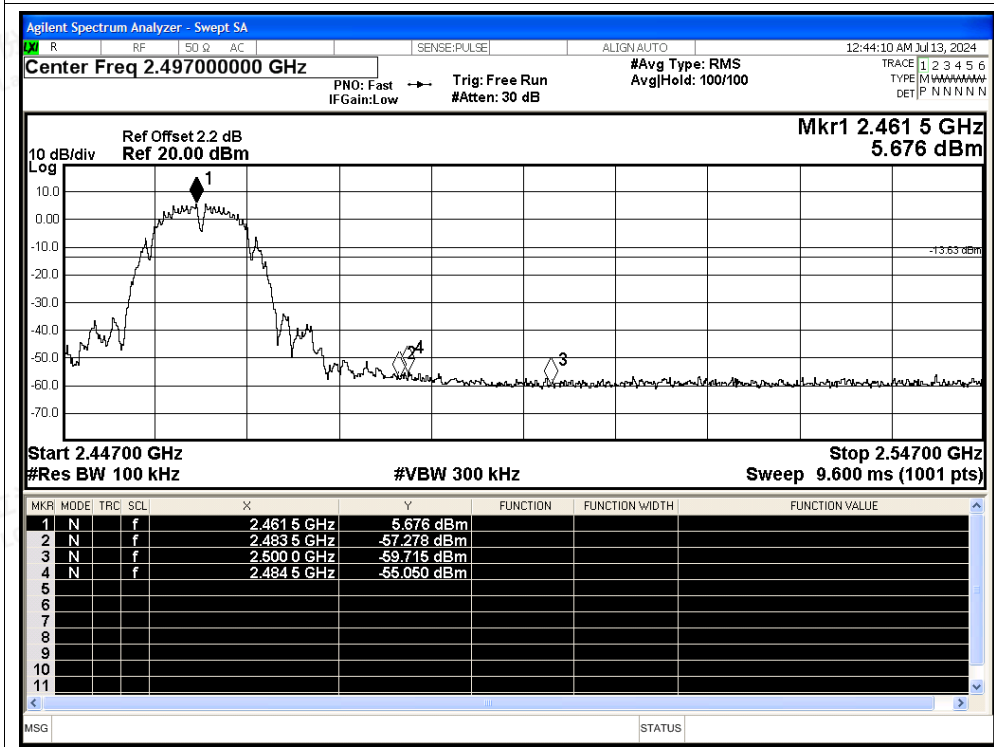 Agilent Spectrum Analyzer - Swept SA
LXI R RF 50 Ω AC SENSE:PULSE ALIGN AUTO 12:44:10 AM Jul 13, 2024
Center Freq 2.497000000 GHz #Avg Type: RMS TRACE 1 2 3 4 5 6
PNO: Fast Trig: Free Run Avg|Hold: 100/100 TYPE M WWWWW
IFGain:Low #Atten: 30 dB DET P N N N N N
Mkr1 2.461 5 GHz
Ref Offset 2.2 dB
10 dB/div Ref 20.00 dBm 5.676 dBm
Log
1
10.0
0.00
-10.0
-13.63 dBm
-20.0
-30.0
-40.0
-50.0 2 4 3
-60.0
-70.0
Start 2.44700 GHz Stop 2.54700 GHz
#Res BW 100 kHz #VBW 300 kHz Sweep 9.600 ms (1001 pts)
MKR MODE TRC SCL X Y FUNCTION FUNCTION WIDTH FUNCTION VALUE
1 N f 2.461 5 GHz 5.676 dBm
2 N f 2.483 5 GHz -57.278 dBm
3 N f 2.500 0 GHz -59.715 dBm
4 N f 2.484 5 GHz -55.050 dBm
5
6
7
8
9
10
11
MSG STATUS